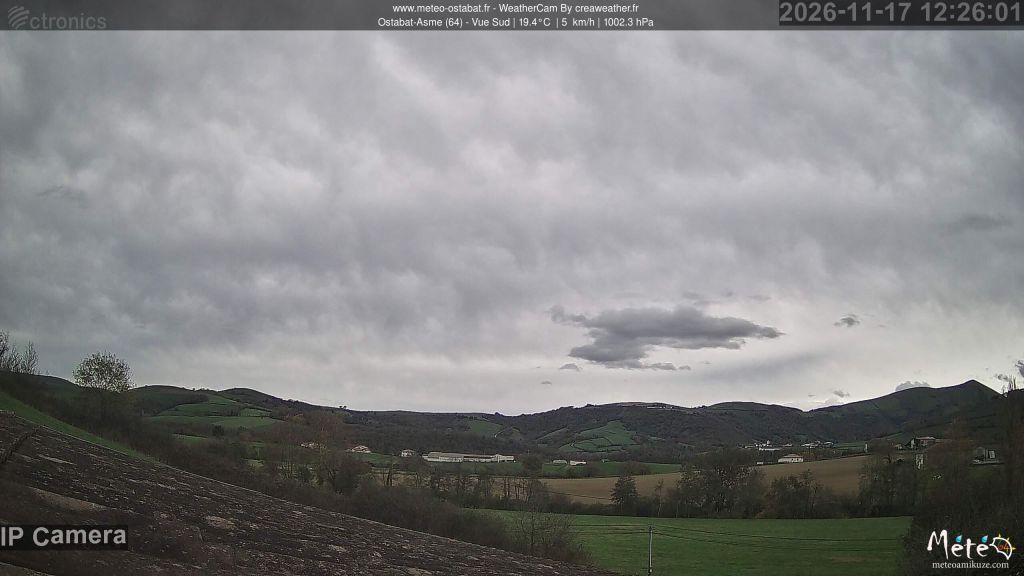 ctronics
www.meteo-ostabat.fr - WeatherCam By creaweather.fr
Ostabat-Asme (64) - Vue Sud | 19.4°C | 5 km/h | 1002.3 hPa
2026-11-17 12:26:01
IP Camera
Météo
meteoamikuze.com